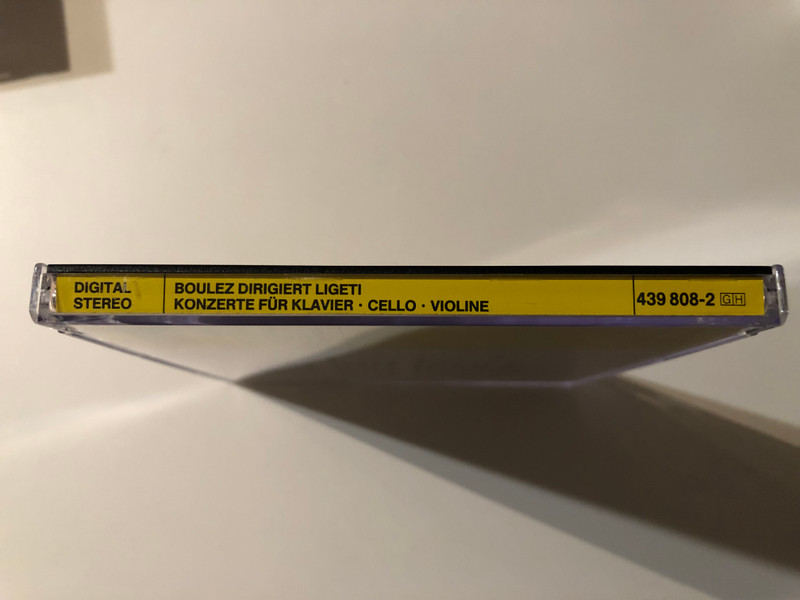 DIGITAL
STEREO
BOULEZ DIRIGIERT LIGETI
KONZERTE FÜR KLAVIER · CELLO · VIOLINE
439 808-2 GH